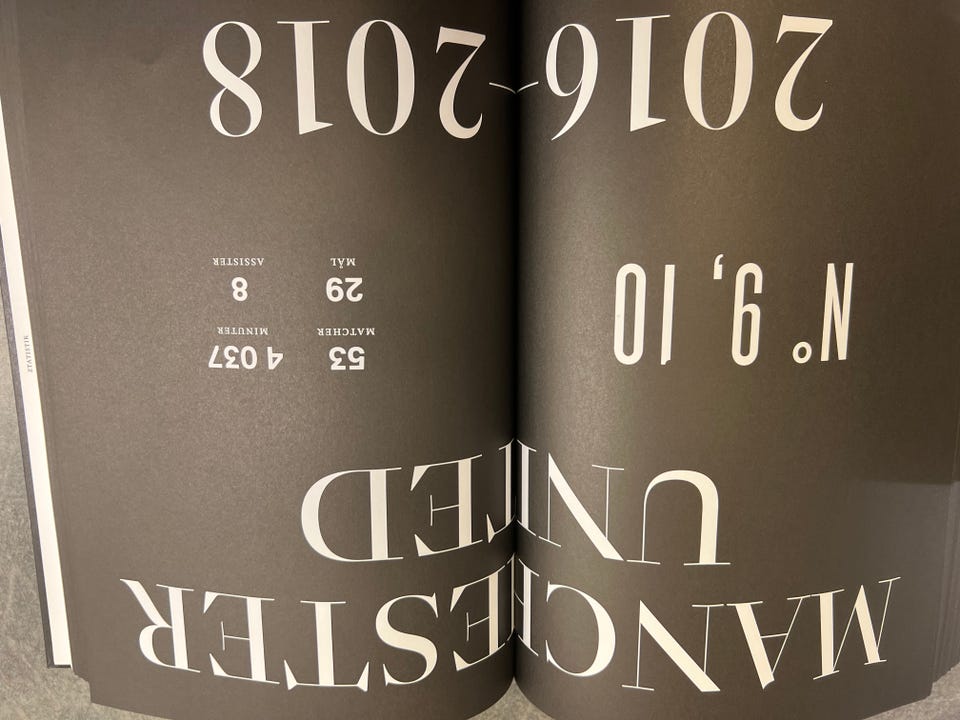 MANCHESTER
UNITED
N° 9, 10
53 4 037
MATCHER MINUTER
29 8
MÅL ASSISTER
2016–2018
STATISTIK